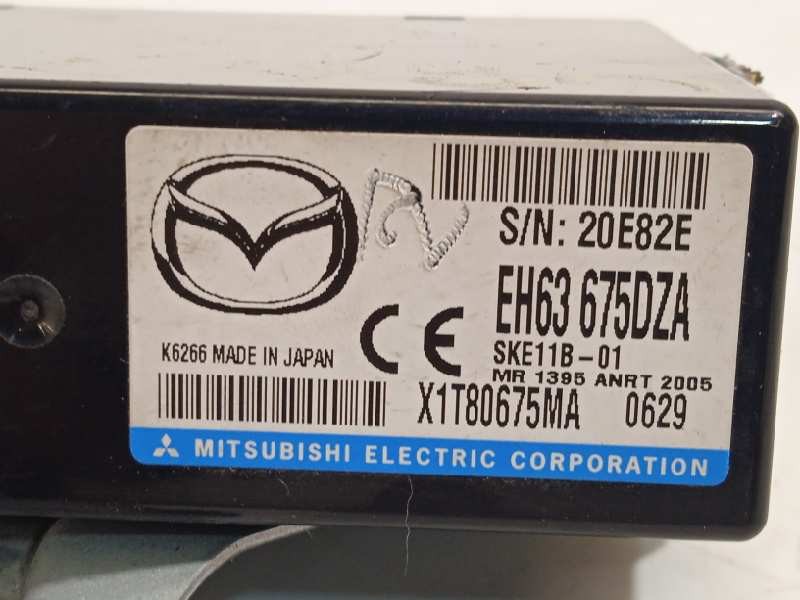 S/N: 20E82E
EH63 675DZA
CE
SKE11B-01
K6266 MADE IN JAPAN
MR 1395 ANRT 2005
X1T80675MA 0629
MITSUBISHI ELECTRIC CORPORATION